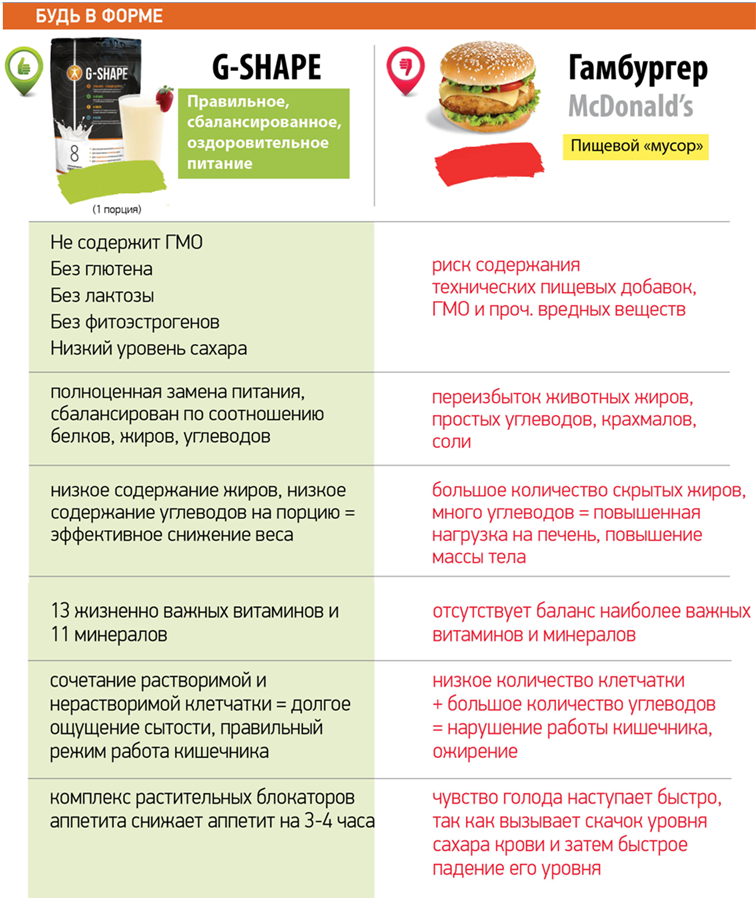 БУДЬ В ФОРМЕ
G-SHAPE
8
(1 порция)
G-SHAPE
Правильное,
сбалансированное,
оздоровительное
питание
Гамбургер
McDonald's
Пищевой «мусор»
Не содержит ГМО
Без глютена
Без лактозы
Без фитоэстрогенов
Низкий уровень сахара
риск содержания
технических пищевых добавок,
ГМО и проч. вредных веществ
полноценная замена питания,
сбалансирован по соотношению
белков, жиров, углеводов
переизбыток животных жиров,
простых углеводов, крахмалов,
соли
низкое содержание жиров, низкое
содержание углеводов на порцию =
эффективное снижение веса
большое количество скрытых жиров,
много углеводов = повышенная
нагрузка на печень, повышение
массы тела
13 жизненно важных витаминов и
11 минералов
отсутствует баланс наиболее важных
витаминов и минералов
сочетание растворимой и
нерастворимой клетчатки = долгое
ощущение сытости, правильный
режим работа кишечника
низкое количество клетчатки
+ большое количество углеводов
= нарушение работы кишечника,
ожирение
комплекс растительных блокаторов
аппетита снижает аппетит на 3-4 часа
чувство голода наступает быстро,
так как вызывает скачок уровня
сахара крови и затем быстрое
падение его уровня